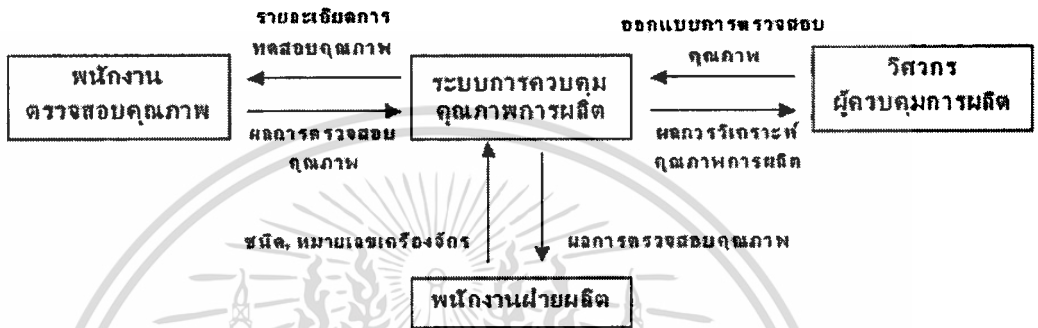 รายละเอียดการ
ทดสอบคุณภาพ
ออกแบบการตรวจสอบ
คุณภาพ
พนักงาน
ตรวจสอบคุณภาพ
ระบบการควบคุม
คุณภาพการผลิต
วิศวกร
ผู้ควบคุมการผลิต
ผลการตรวจสอบ
คุณภาพ
ผลการวิเคราะห์
คุณภาพการผลิต
ชนิด, หมายเลขเครื่องจักร
ผลการตรวจสอบคุณภาพ
พนักงานฝ่ายผลิต